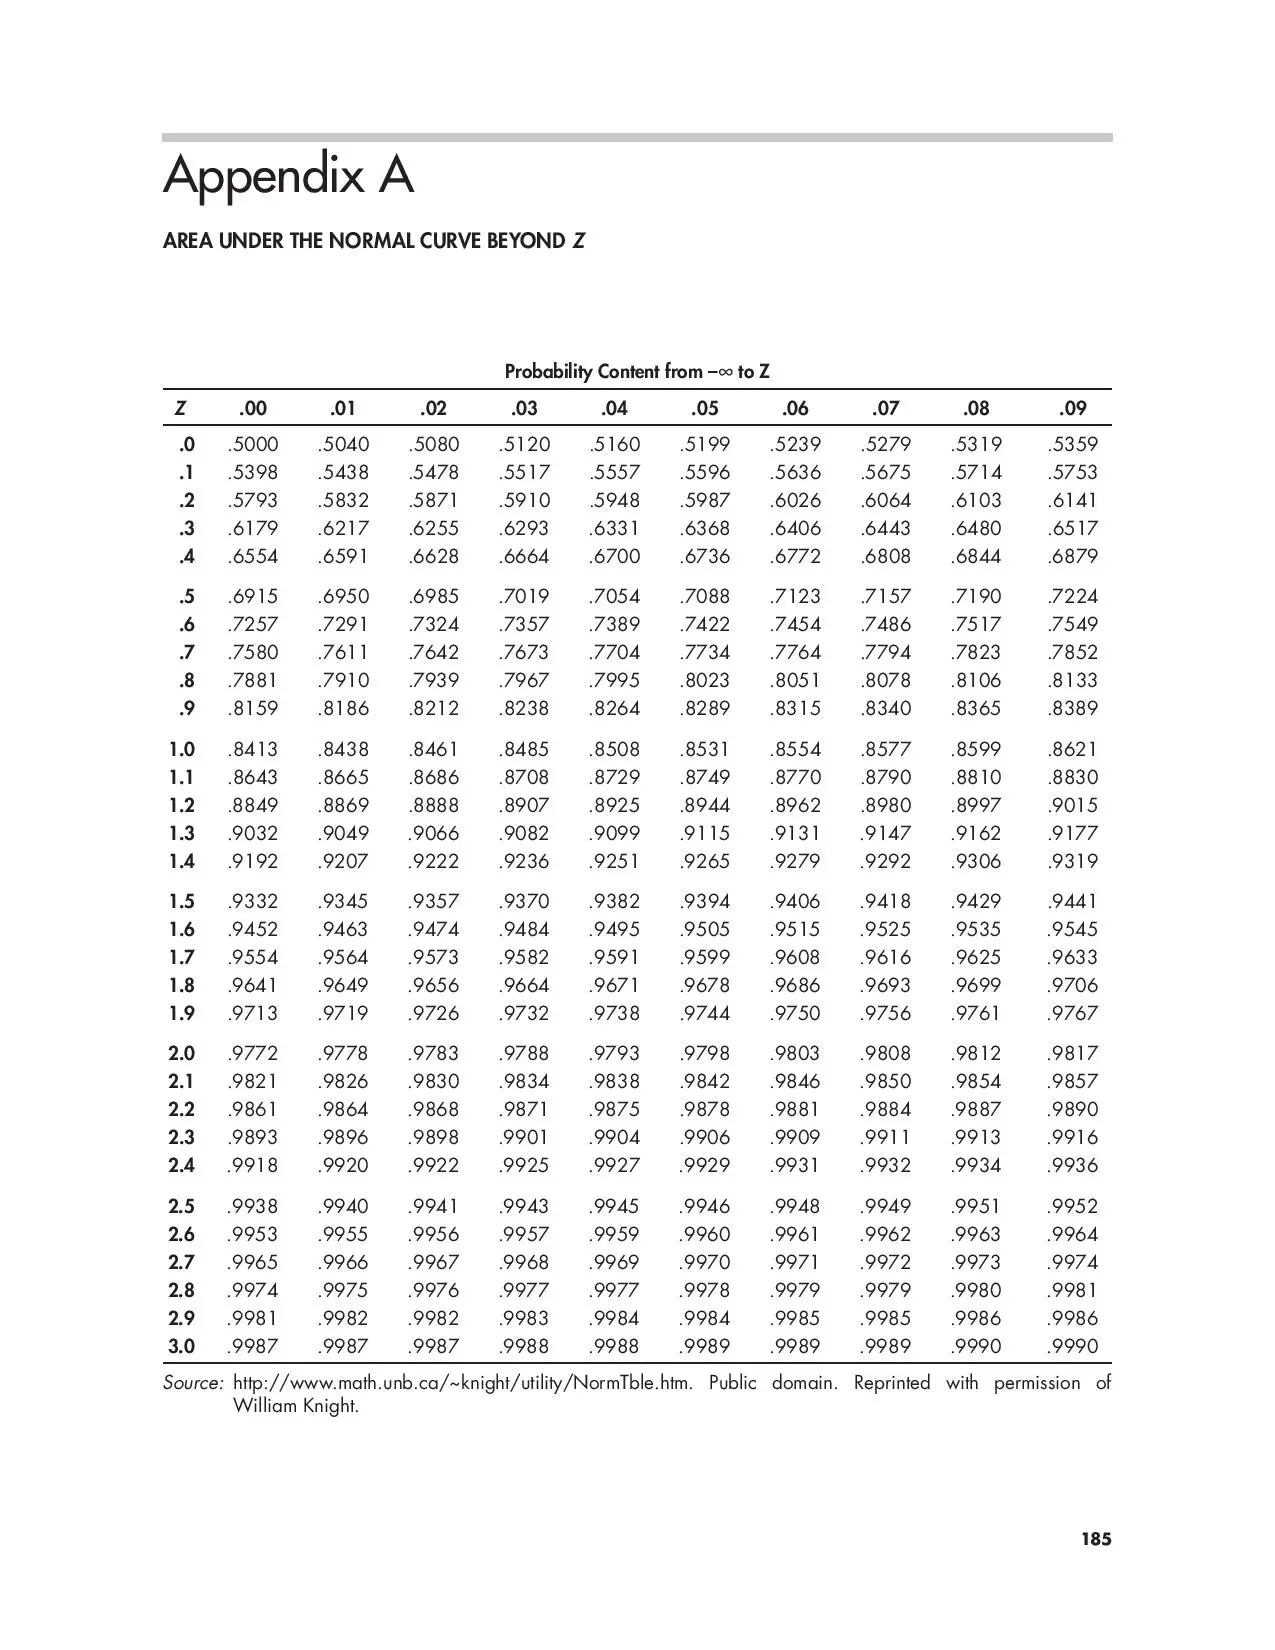 Appendix A
AREA UNDER THE NORMAL CURVE BEYOND Z
Probability Content from –∞ to Z
Z .00 .01 .02 .03 .04 .05 .06 .07 .08 .09
.0 .5000 .5040 .5080 .5120 .5160 .5199 .5239 .5279 .5319 .5359
.1 .5398 .5438 .5478 .5517 .5557 .5596 .5636 .5675 .5714 .5753
.2 .5793 .5832 .5871 .5910 .5948 .5987 .6026 .6064 .6103 .6141
.3 .6179 .6217 .6255 .6293 .6331 .6368 .6406 .6443 .6480 .6517
.4 .6554 .6591 .6628 .6664 .6700 .6736 .6772 .6808 .6844 .6879
.5 .6915 .6950 .6985 .7019 .7054 .7088 .7123 .7157 .7190 .7224
.6 .7257 .7291 .7324 .7357 .7389 .7422 .7454 .7486 .7517 .7549
.7 .7580 .7611 .7642 .7673 .7704 .7734 .7764 .7794 .7823 .7852
.8 .7881 .7910 .7939 .7967 .7995 .8023 .8051 .8078 .8106 .8133
.9 .8159 .8186 .8212 .8238 .8264 .8289 .8315 .8340 .8365 .8389
1.0 .8413 .8438 .8461 .8485 .8508 .8531 .8554 .8577 .8599 .8621
1.1 .8643 .8665 .8686 .8708 .8729 .8749 .8770 .8790 .8810 .8830
1.2 .8849 .8869 .8888 .8907 .8925 .8944 .8962 .8980 .8997 .9015
1.3 .9032 .9049 .9066 .9082 .9099 .9115 .9131 .9147 .9162 .9177
1.4 .9192 .9207 .9222 .9236 .9251 .9265 .9279 .9292 .9306 .9319
1.5 .9332 .9345 .9357 .9370 .9382 .9394 .9406 .9418 .9429 .9441
1.6 .9452 .9463 .9474 .9484 .9495 .9505 .9515 .9525 .9535 .9545
1.7 .9554 .9564 .9573 .9582 .9591 .9599 .9608 .9616 .9625 .9633
1.8 .9641 .9649 .9656 .9664 .9671 .9678 .9686 .9693 .9699 .9706
1.9 .9713 .9719 .9726 .9732 .9738 .9744 .9750 .9756 .9761 .9767
2.0 .9772 .9778 .9783 .9788 .9793 .9798 .9803 .9808 .9812 .9817
2.1 .9821 .9826 .9830 .9834 .9838 .9842 .9846 .9850 .9854 .9857
2.2 .9861 .9864 .9868 .9871 .9875 .9878 .9881 .9884 .9887 .9890
2.3 .9893 .9896 .9898 .9901 .9904 .9906 .9909 .9911 .9913 .9916
2.4 .9918 .9920 .9922 .9925 .9927 .9929 .9931 .9932 .9934 .9936
2.5 .9938 .9940 .9941 .9943 .9945 .9946 .9948 .9949 .9951 .9952
2.6 .9953 .9955 .9956 .9957 .9959 .9960 .9961 .9962 .9963 .9964
2.7 .9965 .9966 .9967 .9968 .9969 .9970 .9971 .9972 .9973 .9974
2.8 .9974 .9975 .9976 .9977 .9977 .9978 .9979 .9979 .9980 .9981
2.9 .9981 .9982 .9982 .9983 .9984 .9984 .9985 .9985 .9986 .9986
3.0 .9987 .9987 .9987 .9988 .9988 .9989 .9989 .9989 .9990 .9990
Source: http://www.math.unb.ca/~knight/utility/NormTble.htm. Public domain. Reprinted with permission of
William Knight.
185